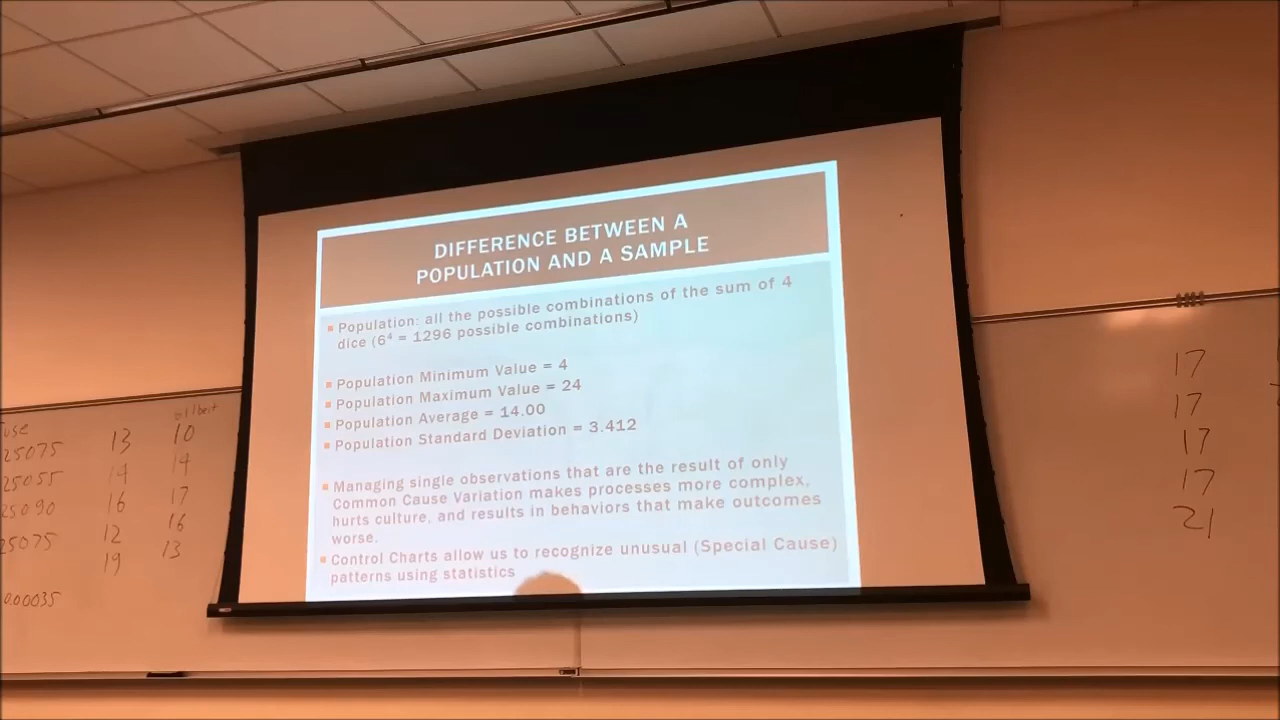 DIFFERENCE BETWEEN A
POPULATION AND A SAMPLE
Population: all the possible combinations of the sum of 4
dice (6⁴ = 1296 possible combinations)
Population Minimum Value = 4
Population Maximum Value = 24
Population Average = 14.00
Population Standard Deviation = 3.412
Managing single observations that are the result of only
Common Cause Variation makes processes more complex,
hurts culture, and results in behaviors that make outcomes
worse.
Control Charts allow us to recognize unusual (Special Cause)
patterns using statistics
Gilbert
25075 13 10
25055 14 14
25090 16 17
25075 12 16
19 13
0.00035
17
17
17
17
21